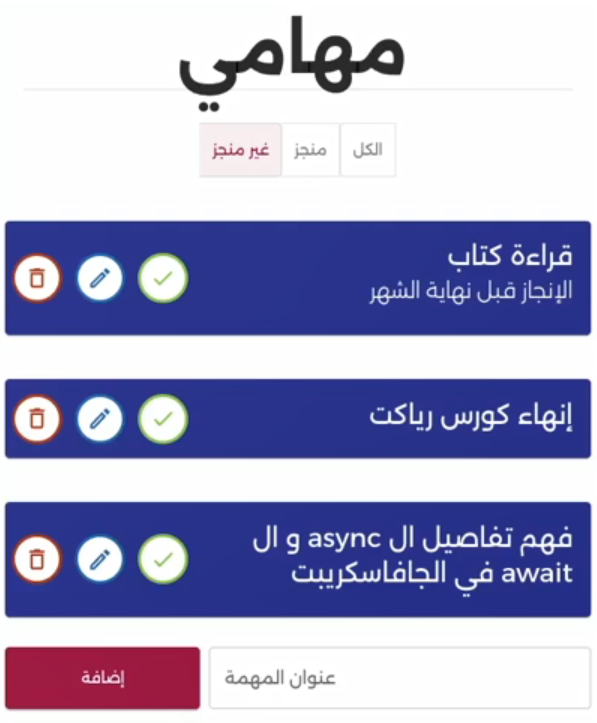 مهامي
الكل
منجز
غير منجز
قراءة كتاب
الإنجاز قبل نهاية الشهر
إنهاء كورس رياكت
فهم تفاصيل ال async و ال
await في الجافاسكريبت
عنوان المهمة
إضافة